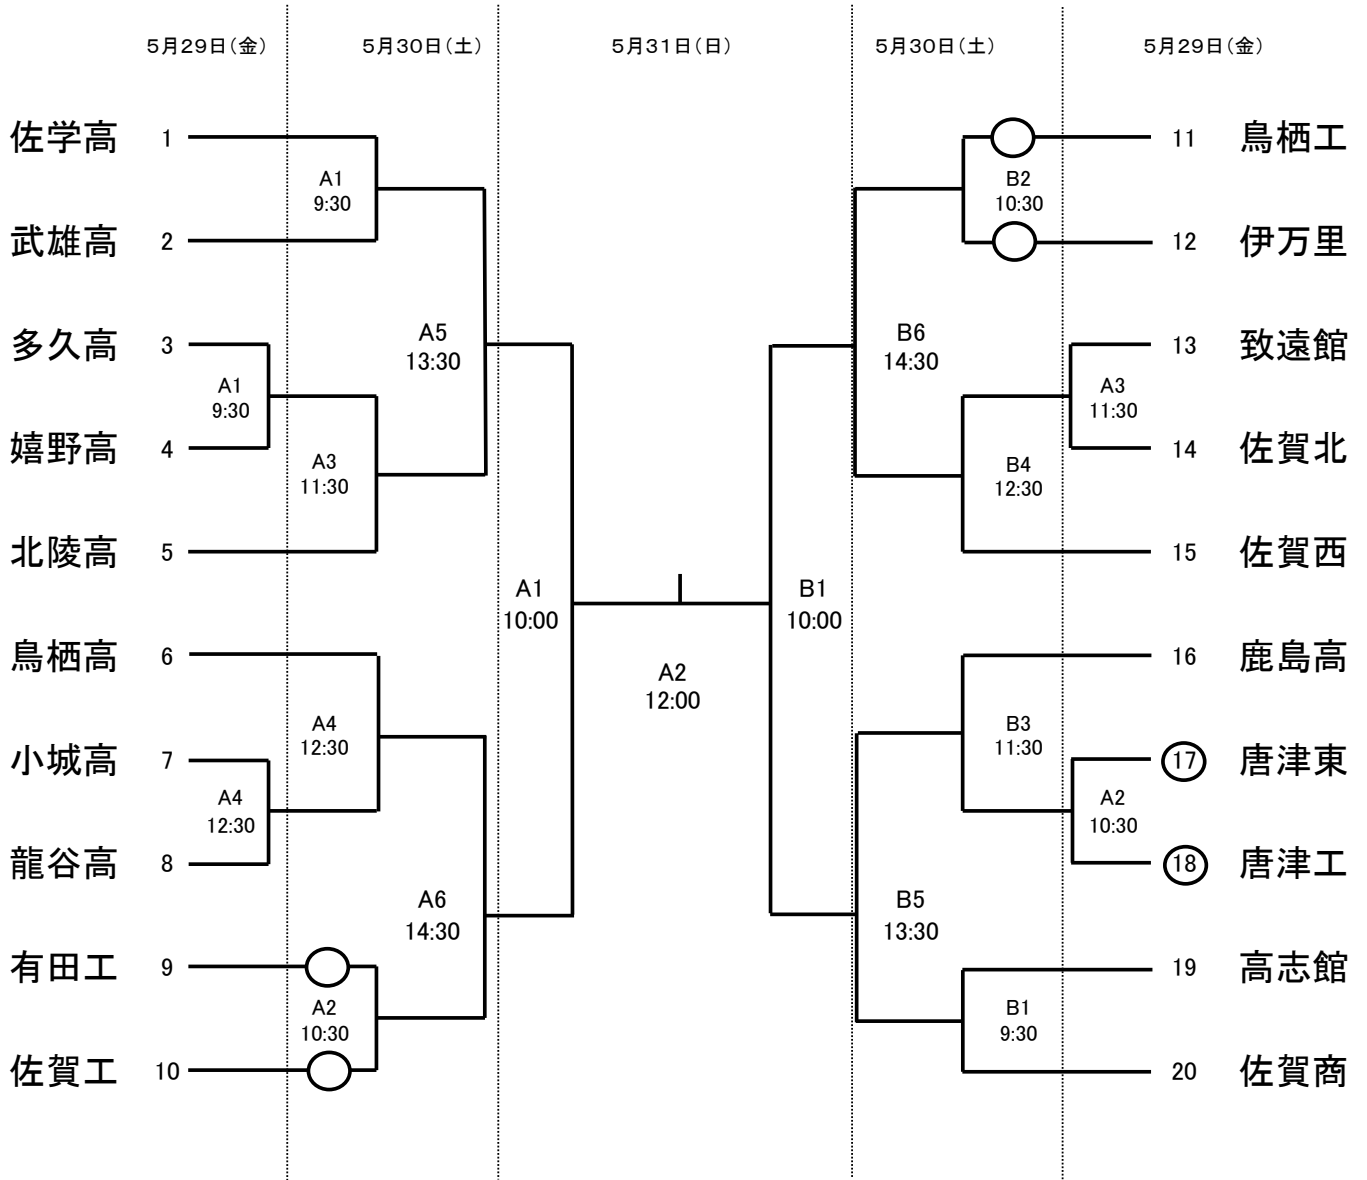 5月29日(金) 5月30日(土) 5月31日(日) 5月30日(土) 5月29日(金)
佐学高 1
A1
9:30
武雄高 2
A5
13:30
多久高 3
A1
9:30
嬉野高 4
A3
11:30
北陵高 5
A1
10:00
鳥栖高 6
A4
12:30
小城高 7
A4
12:30
龍谷高 8
A6
14:30
有田工 9
A2
10:30
佐賀工 10
A2
12:00
11 鳥栖工
B2
10:30
12 伊万里
B6
14:30
13 致遠館
A3
11:30
14 佐賀北
B4
12:30
15 佐賀西
B1
10:00
16 鹿島高
B3
11:30
17 唐津東
A2
10:30
18 唐津工
B5
13:30
19 高志館
B1
9:30
20 佐賀商